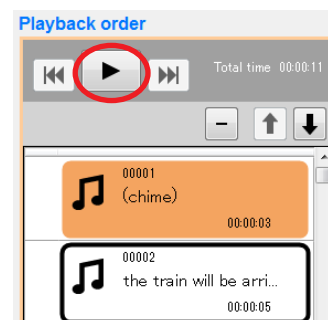 Playback order
Total time 00:00:11
00001
(chime)
00:00:03
00002
the train will be arri...
00:00:05